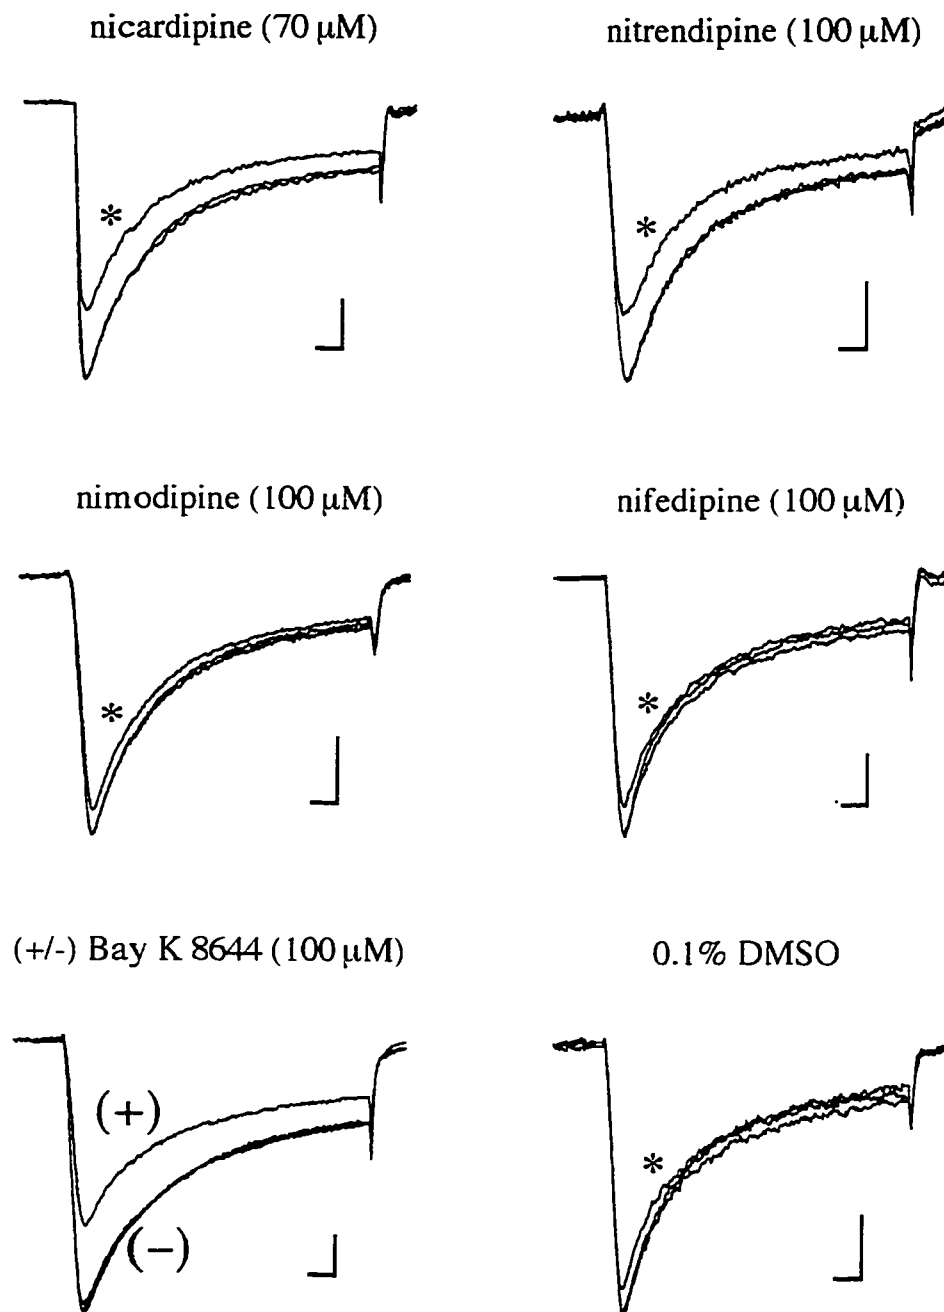 nicardipine (70 μM)
nitrendipine (100 μM)
*
*
nimodipine (100 μM)
nifedipine (100 μM)
*
*
(+/-) Bay K 8644 (100 μM)
0.1% DMSO
(+)
*
(−)